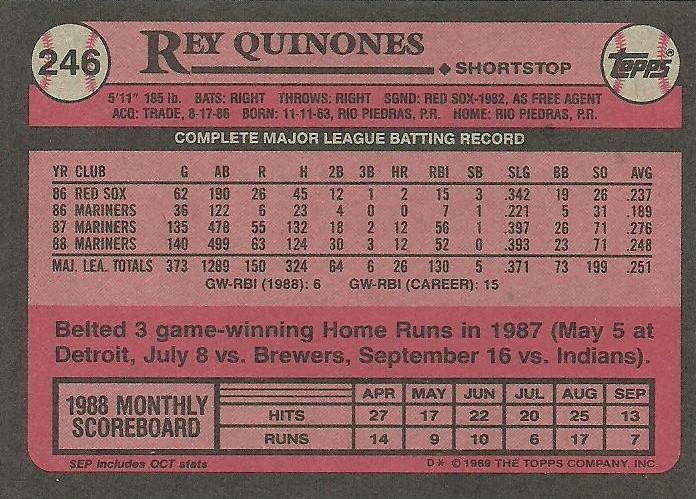 246
REY QUINONES
SHORTSTOP
TOPPS®
5'11" 185 lb. BATS: RIGHT THROWS: RIGHT SGND: RED SOX-1982, AS FREE AGENT
ACQ: TRADE, 8-17-86 BORN: 11-11-63, RIO PIEDRAS, P.R. HOME: RIO PIEDRAS, P.R.
COMPLETE MAJOR LEAGUE BATTING RECORD
YR CLUB G AB R H 2B 3B HR RBI SB SLG BB SO AVG
86 RED SOX 62 190 26 45 12 1 2 15 3 .342 19 26 .237
86 MARINERS 36 122 6 23 4 0 0 7 1 .221 5 31 .189
87 MARINERS 135 478 55 132 18 2 12 56 1 .397 26 71 .276
88 MARINERS 140 499 63 124 30 3 12 52 0 .393 23 71 .248
MAJ. LEA. TOTALS 373 1289 150 324 64 6 26 130 5 .371 73 199 .251
GW-RBI (1988): 6 GW-RBI (CAREER): 15
Belted 3 game-winning Home Runs in 1987 (May 5 at
Detroit, July 8 vs. Brewers, September 16 vs. Indians).
1988 MONTHLY
SCOREBOARD
APR MAY JUN JUL AUG SEP
HITS 27 17 22 20 25 13
RUNS 14 9 10 6 17 7
SEP Includes OCT stats
D* © 1989 THE TOPPS COMPANY, INC.